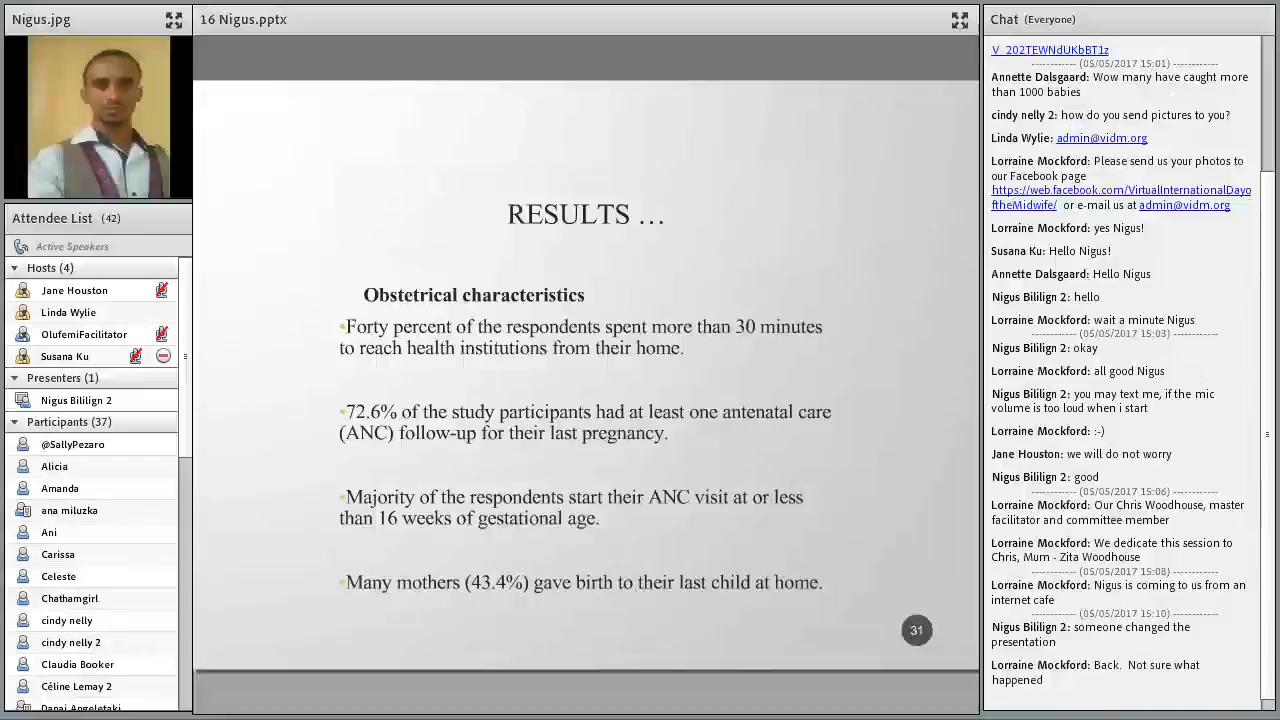 Nigus.jpg
Attendee List (42)
Active Speakers
Hosts (4)
Jane Houston
Linda Wylie
OlufemiFacilitator
Susana Ku
Presenters (1)
Nigus Bililign 2
Participants (37)
@SallyPezaro
Alicia
Amanda
ana miluzka
Ani
Carissa
Celeste
Chathamgirl
cindy nelly
cindy nelly 2
Claudia Booker
Céline Lemay 2
Danai Angeletaki
16 Nigus.pptx
RESULTS …
Obstetrical characteristics
•Forty percent of the respondents spent more than 30 minutes
to reach health institutions from their home.
•72.6% of the study participants had at least one antenatal care
(ANC) follow-up for their last pregnancy.
•Majority of the respondents start their ANC visit at or less
than 16 weeks of gestational age.
•Many mothers (43.4%) gave birth to their last child at home.
31
Chat (Everyone)
V_202TEWNdUKbBT1z
------------ (05/05/2017 15:01) ------------
Annette Dalsgaard: Wow many have caught more
than 1000 babies
cindy nelly 2: how do you send pictures to you?
Linda Wylie: admin@vidm.org
Lorraine Mockford: Please send us your photos to
our Facebook page
https://web.facebook.com/VirtualInternationalDayo
ftheMidwife/ or e-mail us at admin@vidm.org
Lorraine Mockford: yes Nigus!
Susana Ku: Hello Nigus!
Annette Dalsgaard: Hello Nigus
Nigus Bililign 2: hello
Lorraine Mockford: wait a minute Nigus
------------ (05/05/2017 15:03) ------------
Nigus Bililign 2: okay
Lorraine Mockford: all good Nigus
Nigus Bililign 2: you may text me, if the mic
volume is too loud when i start
Lorraine Mockford: :-)
Jane Houston: we will do not worry
Nigus Bililign 2: good
------------ (05/05/2017 15:06) ------------
Lorraine Mockford: Our Chris Woodhouse, master
facilitator and committee member
Lorraine Mockford: We dedicate this session to
Chris, Mum - Zita Woodhouse
------------ (05/05/2017 15:08) ------------
Lorraine Mockford: Nigus is coming to us from an
internet cafe
------------ (05/05/2017 15:10) ------------
Nigus Bililign 2: someone changed the
presentation
Lorraine Mockford: Back.  Not sure what
happened